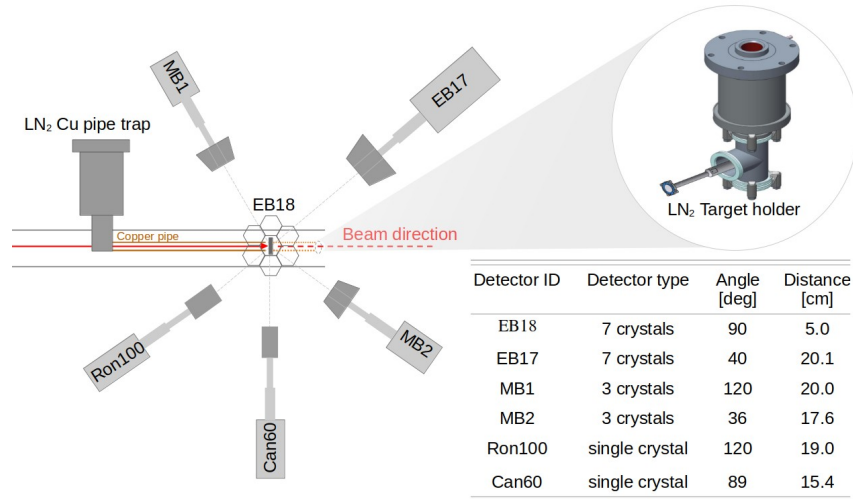 MB1
EB17
LN₂ Cu pipe trap
EB18
LN₂ Target holder
Copper pipe
Beam direction
Ron100
Can60
MB2
Detector ID Detector type Angle [deg] Distance [cm]
EB18 7 crystals 90 5.0
EB17 7 crystals 40 20.1
MB1 3 crystals 120 20.0
MB2 3 crystals 36 17.6
Ron100 single crystal 120 19.0
Can60 single crystal 89 15.4